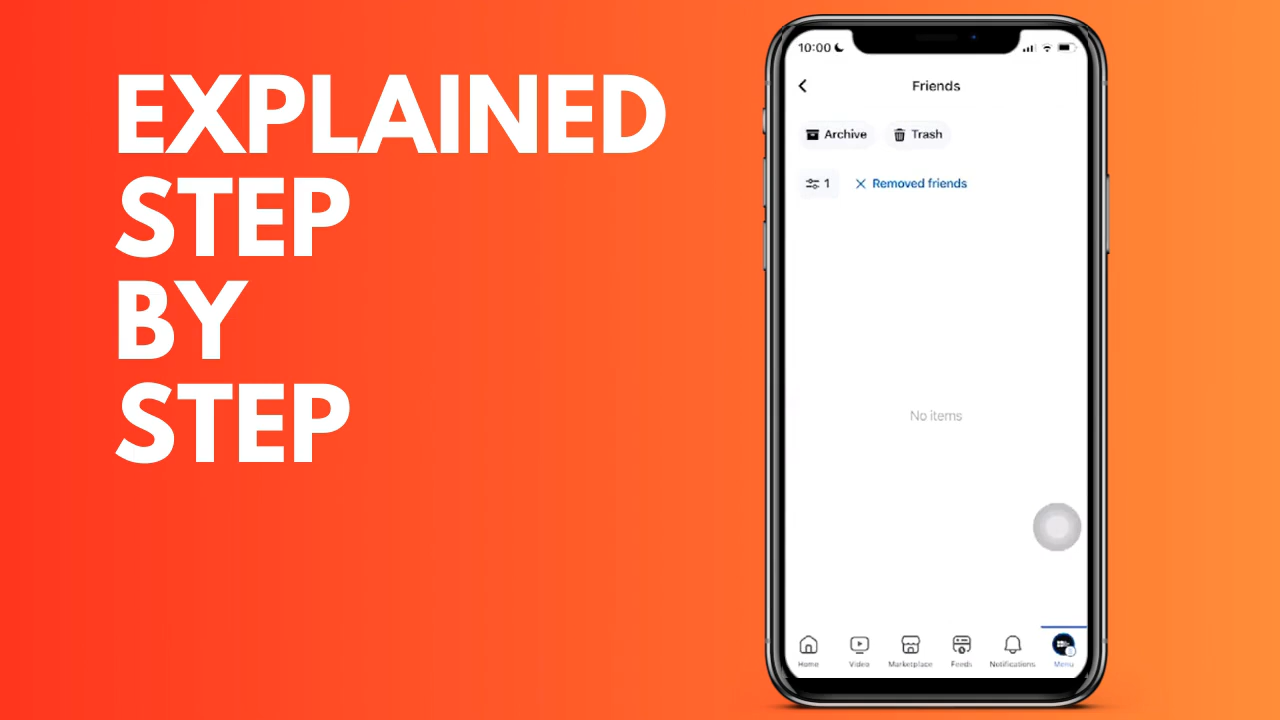 EXPLAINED
STEP
BY
STEP
10:00
Friends
Archive Trash
1 Removed friends
No items
Home Video Marketplace Feeds Notifications Menu